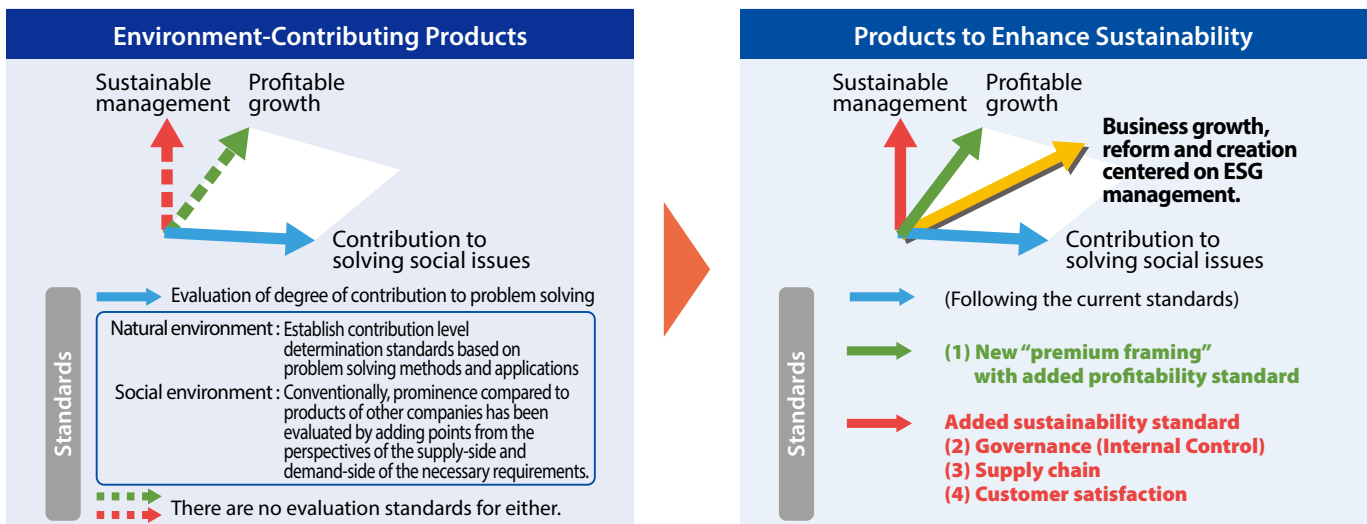 Environment-Contributing Products
Sustainable
management
Profitable
growth
Contribution to
solving social issues
Standards
Evaluation of degree of contribution to problem solving
Natural environment : Establish contribution level
determination standards based on
problem solving methods and applications
Social environment : Conventionally, prominence compared to
products of other companies has been
evaluated by adding points from the
perspectives of the supply-side and
demand-side of the necessary requirements.
There are no evaluation standards for either.
Products to Enhance Sustainability
Sustainable
management
Profitable
growth
Business growth,
reform and creation
centered on ESG
management.
Contribution to
solving social issues
Standards
(Following the current standards)
(1) New “premium framing”
with added profitability standard
Added sustainability standard
(2) Governance (Internal Control)
(3) Supply chain
(4) Customer satisfaction